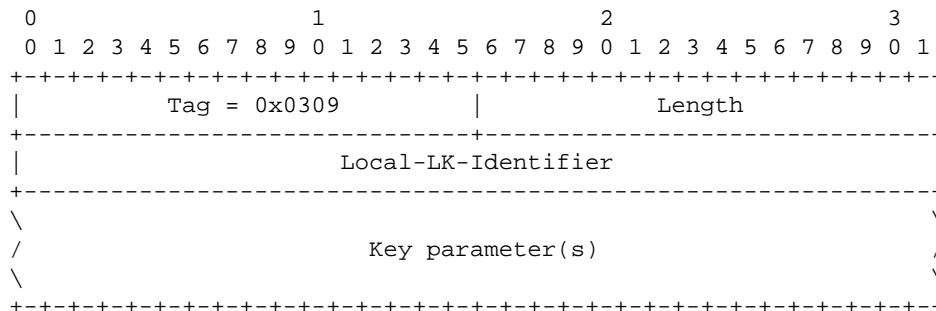 0                   1                   2                   3
 0 1 2 3 4 5 6 7 8 9 0 1 2 3 4 5 6 7 8 9 0 1 2 3 4 5 6 7 8 9 0 1
+-+-+-+-+-+-+-+-+-+-+-+-+-+-+-+-+-+-+-+-+-+-+-+-+-+-+-+-+-+-+-+--
|          Tag = 0x0309         |            Length
+-------------------------------+--------------------------------
|                      Local-LK-Identifier
+----------------------------------------------------------------
\                                                               \
/                        Key parameter(s)                       /
\                                                               \
+-+-+-+-+-+-+-+-+-+-+-+-+-+-+-+-+-+-+-+-+-+-+-+-+-+-+-+-+-+-+-+--